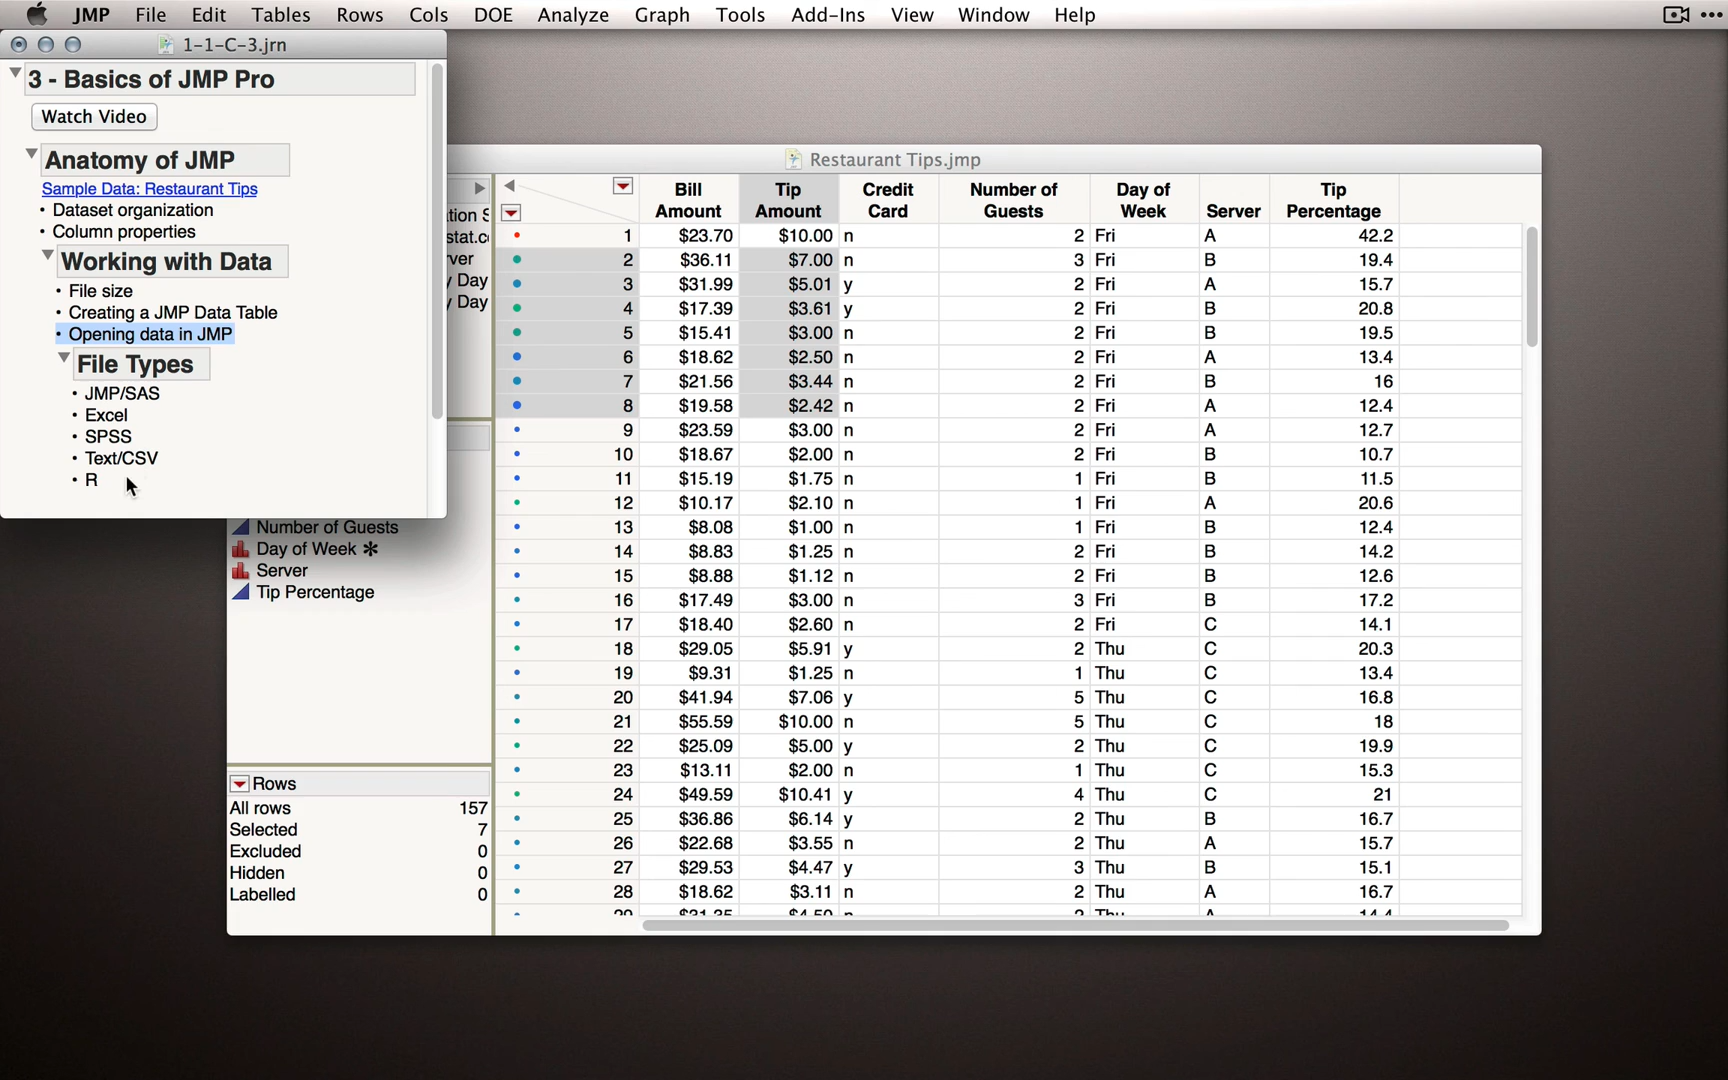 JMP File Edit Tables Rows Cols DOE Analyze Graph Tools Add-Ins View Window Help
1-1-C-3.jrn
3 - Basics of JMP Pro
Watch Video
Anatomy of JMP
Sample Data: Restaurant Tips
• Dataset organization
• Column properties
Working with Data
• File size
• Creating a JMP Data Table
• Opening data in JMP
File Types
• JMP/SAS
• Excel
• SPSS
• Text/CSV
• R
Number of Guests
Day of Week ✻
Server
Tip Percentage
Rows
All rows 157
Selected 7
Excluded 0
Hidden 0
Labelled 0
Restaurant Tips.jmp
Bill Tip Credit Number of Day of Tip
Amount Amount Card Guests Week Server Percentage
1 $23.70 $10.00 n 2 Fri A 42.2
2 $36.11 $7.00 n 3 Fri B 19.4
3 $31.99 $5.01 y 2 Fri A 15.7
4 $17.39 $3.61 y 2 Fri B 20.8
5 $15.41 $3.00 n 2 Fri B 19.5
6 $18.62 $2.50 n 2 Fri A 13.4
7 $21.56 $3.44 n 2 Fri B 16
8 $19.58 $2.42 n 2 Fri A 12.4
9 $23.59 $3.00 n 2 Fri A 12.7
10 $18.67 $2.00 n 2 Fri B 10.7
11 $15.19 $1.75 n 1 Fri B 11.5
12 $10.17 $2.10 n 1 Fri A 20.6
13 $8.08 $1.00 n 1 Fri B 12.4
14 $8.83 $1.25 n 2 Fri B 14.2
15 $8.88 $1.12 n 2 Fri B 12.6
16 $17.49 $3.00 n 3 Fri B 17.2
17 $18.40 $2.60 n 2 Fri C 14.1
18 $29.05 $5.91 y 2 Thu C 20.3
19 $9.31 $1.25 n 1 Thu C 13.4
20 $41.94 $7.06 y 5 Thu C 16.8
21 $55.59 $10.00 n 5 Thu C 18
22 $25.09 $5.00 y 2 Thu C 19.9
23 $13.11 $2.00 n 1 Thu C 15.3
24 $49.59 $10.41 y 4 Thu C 21
25 $36.86 $6.14 y 2 Thu B 16.7
26 $22.68 $3.55 n 2 Thu A 15.7
27 $29.53 $4.47 y 3 Thu B 15.1
28 $18.62 $3.11 n 2 Thu A 16.7